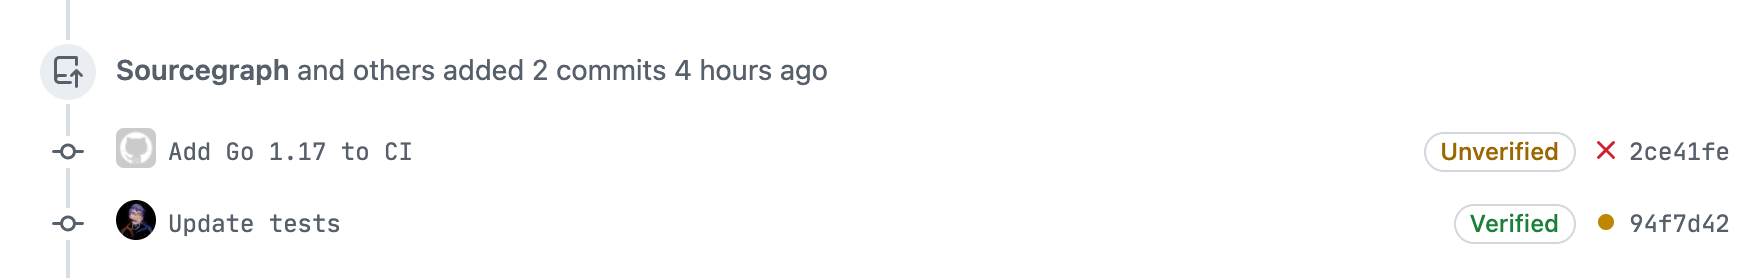 Sourcegraph and others added 2 commits 4 hours ago
Add Go 1.17 to CI Unverified 2ce41fe
Update tests Verified 94f7d42